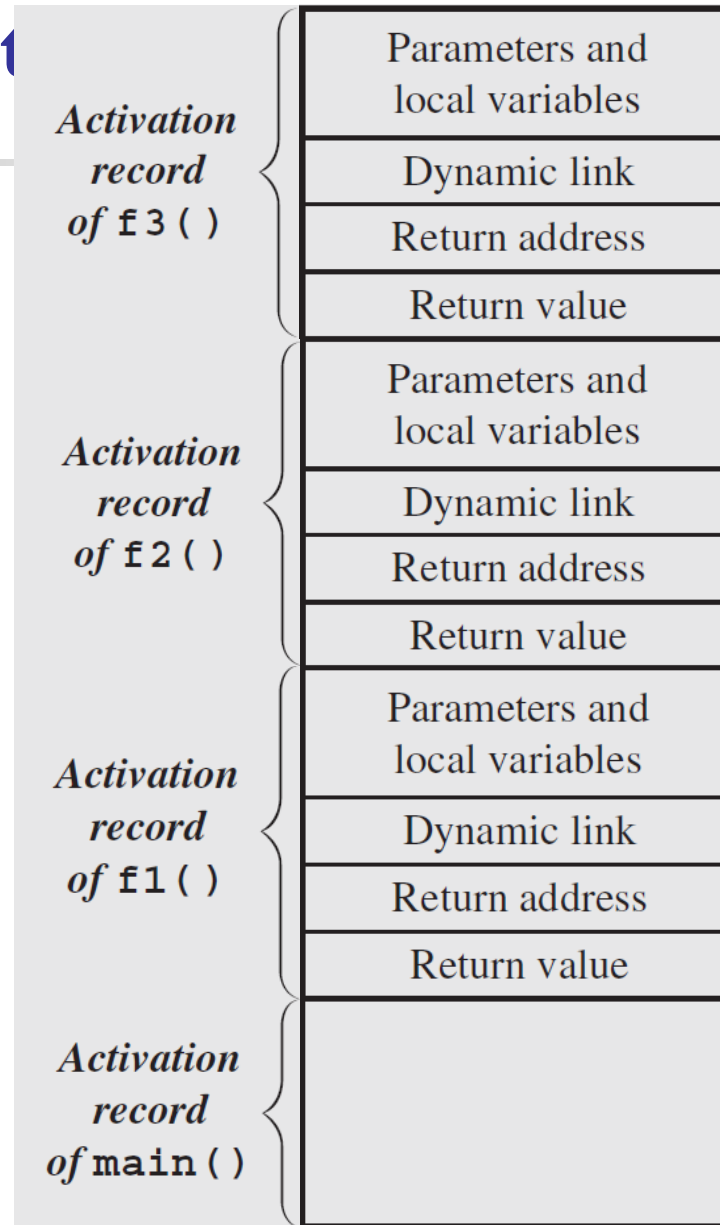 t
Activation
record
of f3()
Parameters and
local variables
Dynamic link
Return address
Return value
Activation
record
of f2()
Parameters and
local variables
Dynamic link
Return address
Return value
Activation
record
of f1()
Parameters and
local variables
Dynamic link
Return address
Return value
Activation
record
of main()